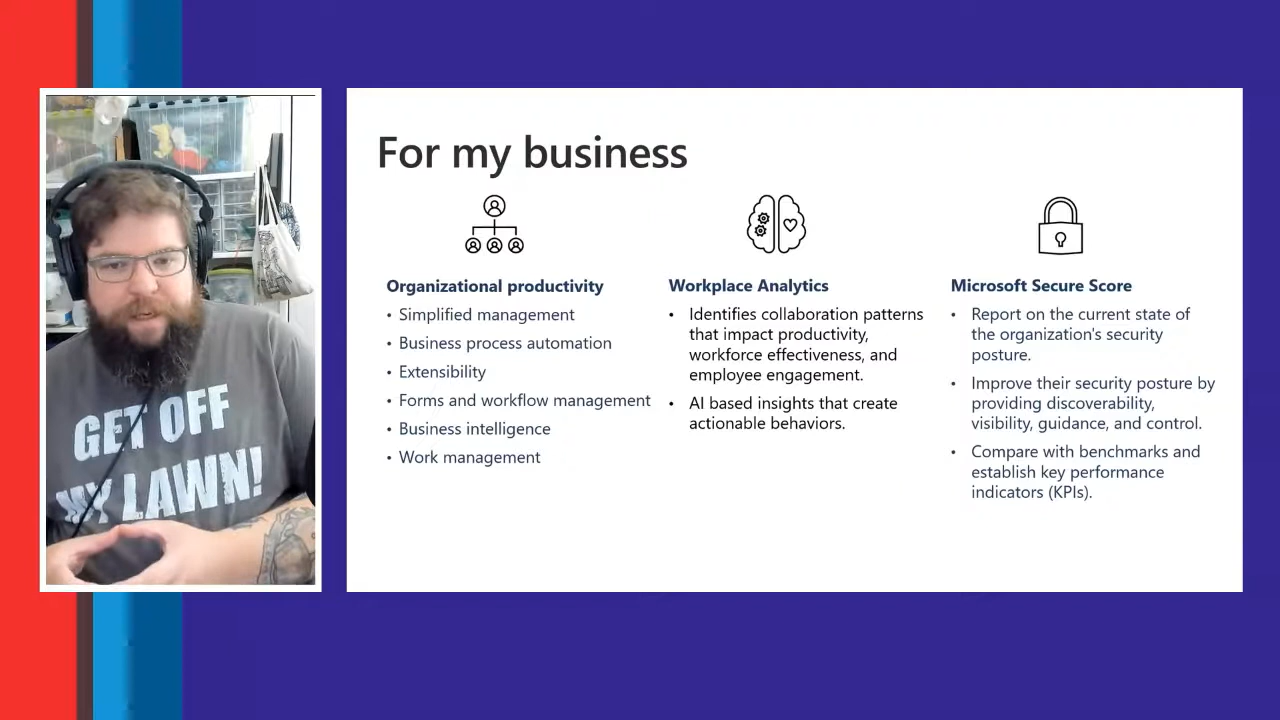 GET OFF
MY LAWN!
For my business
Organizational productivity
• Simplified management
• Business process automation
• Extensibility
• Forms and workflow management
• Business intelligence
• Work management
Workplace Analytics
• Identifies collaboration patterns
that impact productivity,
workforce effectiveness, and
employee engagement.
• AI based insights that create
actionable behaviors.
Microsoft Secure Score
• Report on the current state of
the organization's security
posture.
• Improve their security posture by
providing discoverability,
visibility, guidance, and control.
• Compare with benchmarks and
establish key performance
indicators (KPIs).